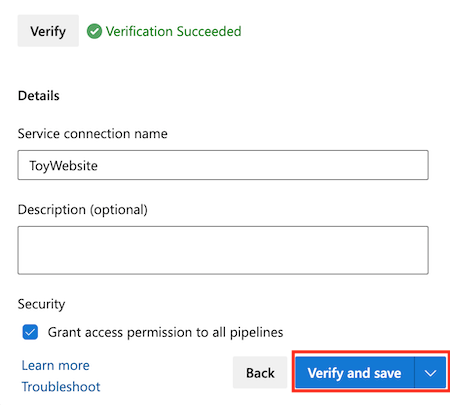 Verify Verification Succeeded
Details
Service connection name
ToyWebsite
Description (optional)
Security
Grant access permission to all pipelines
Learn more
Troubleshoot
Back Verify and save